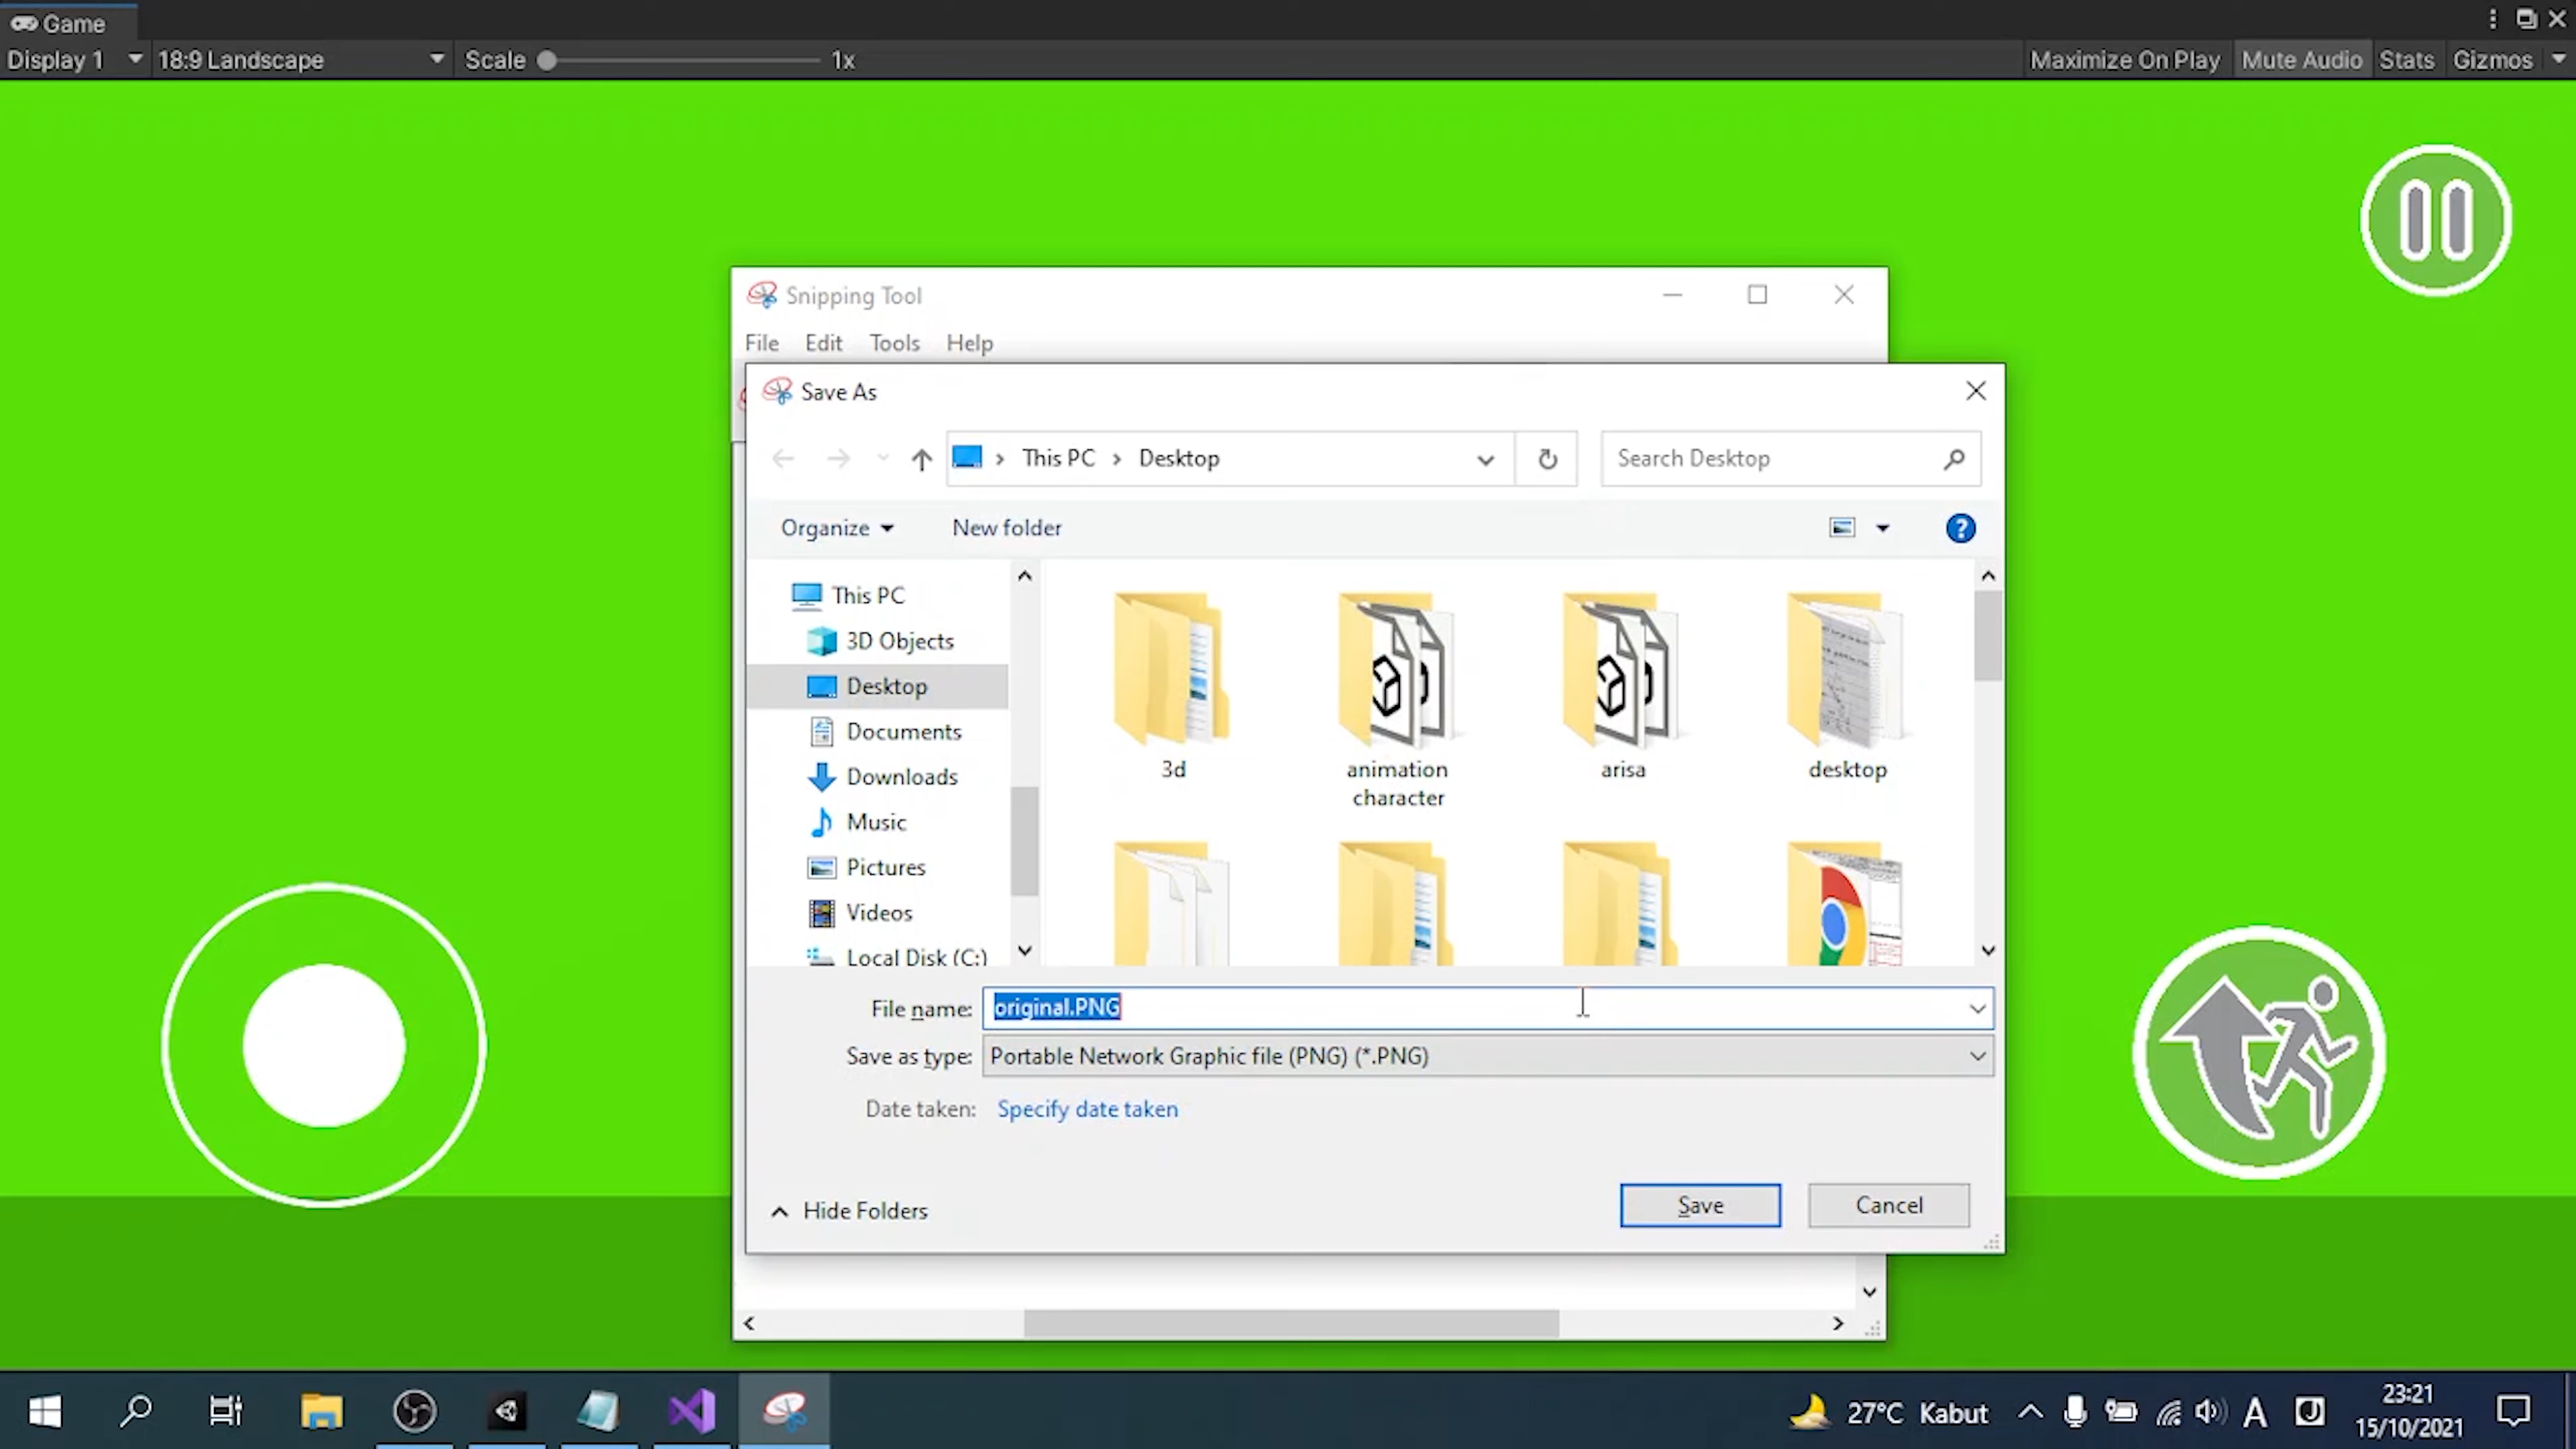 Game
Display 1 18:9 Landscape Scale 1x Maximize On Play Mute Audio Stats Gizmos
Snipping Tool
File Edit Tools Help
Save As
This PC Desktop Search Desktop
Organize New folder
This PC
3D Objects
Desktop
Documents
Downloads
Music
Pictures
Videos
Local Disk (C:)
3d
animation
character
arisa
desktop
File name: original.PNG
Save as type: Portable Network Graphic file (PNG) (*.PNG)
Date taken: Specify date taken
Hide Folders Save Cancel
27°C Kabut A 23:21
15/10/2021